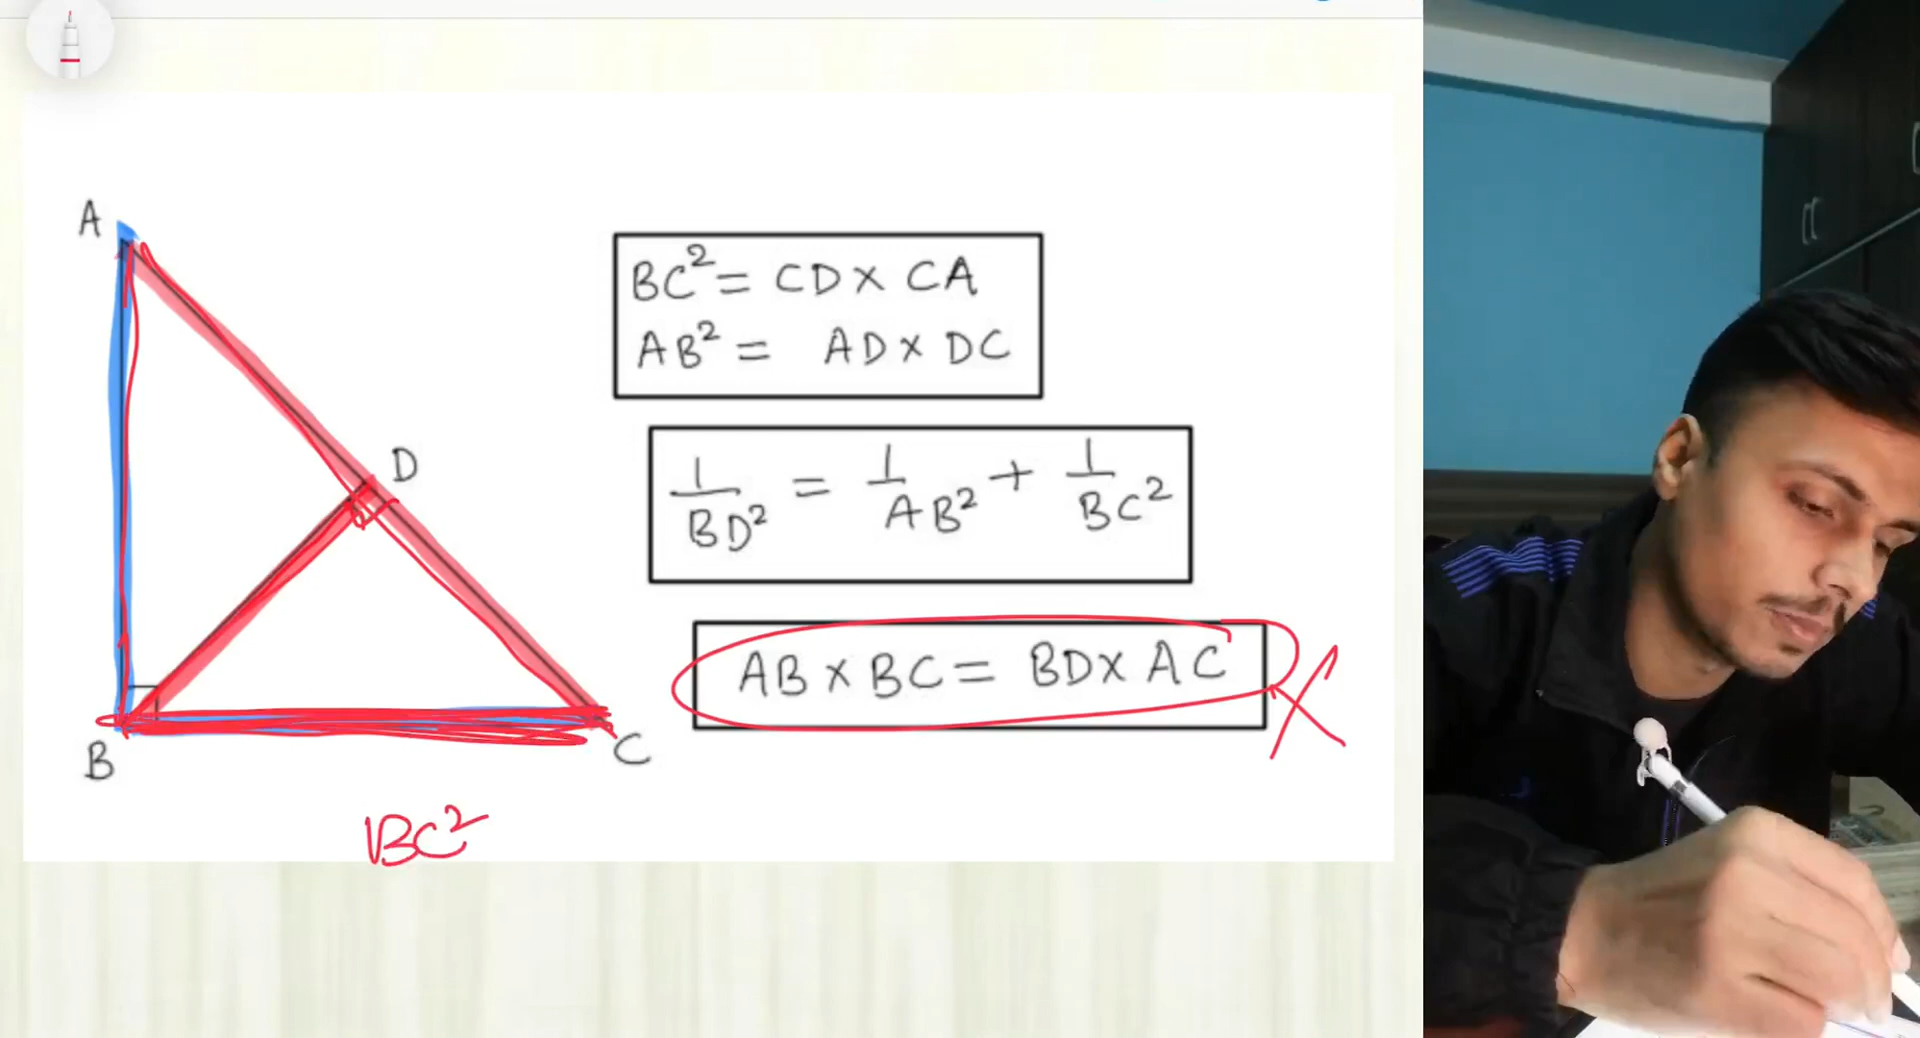 A
D
B
C
BC²
BC² = CD × CA
AB² = AD × DC
1/BD² = 1/AB² + 1/BC²
AB × BC = BD × AC